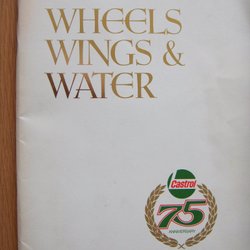 WHEELS
WINGS &
WATER
Castrol
75
ANNIVERSARY